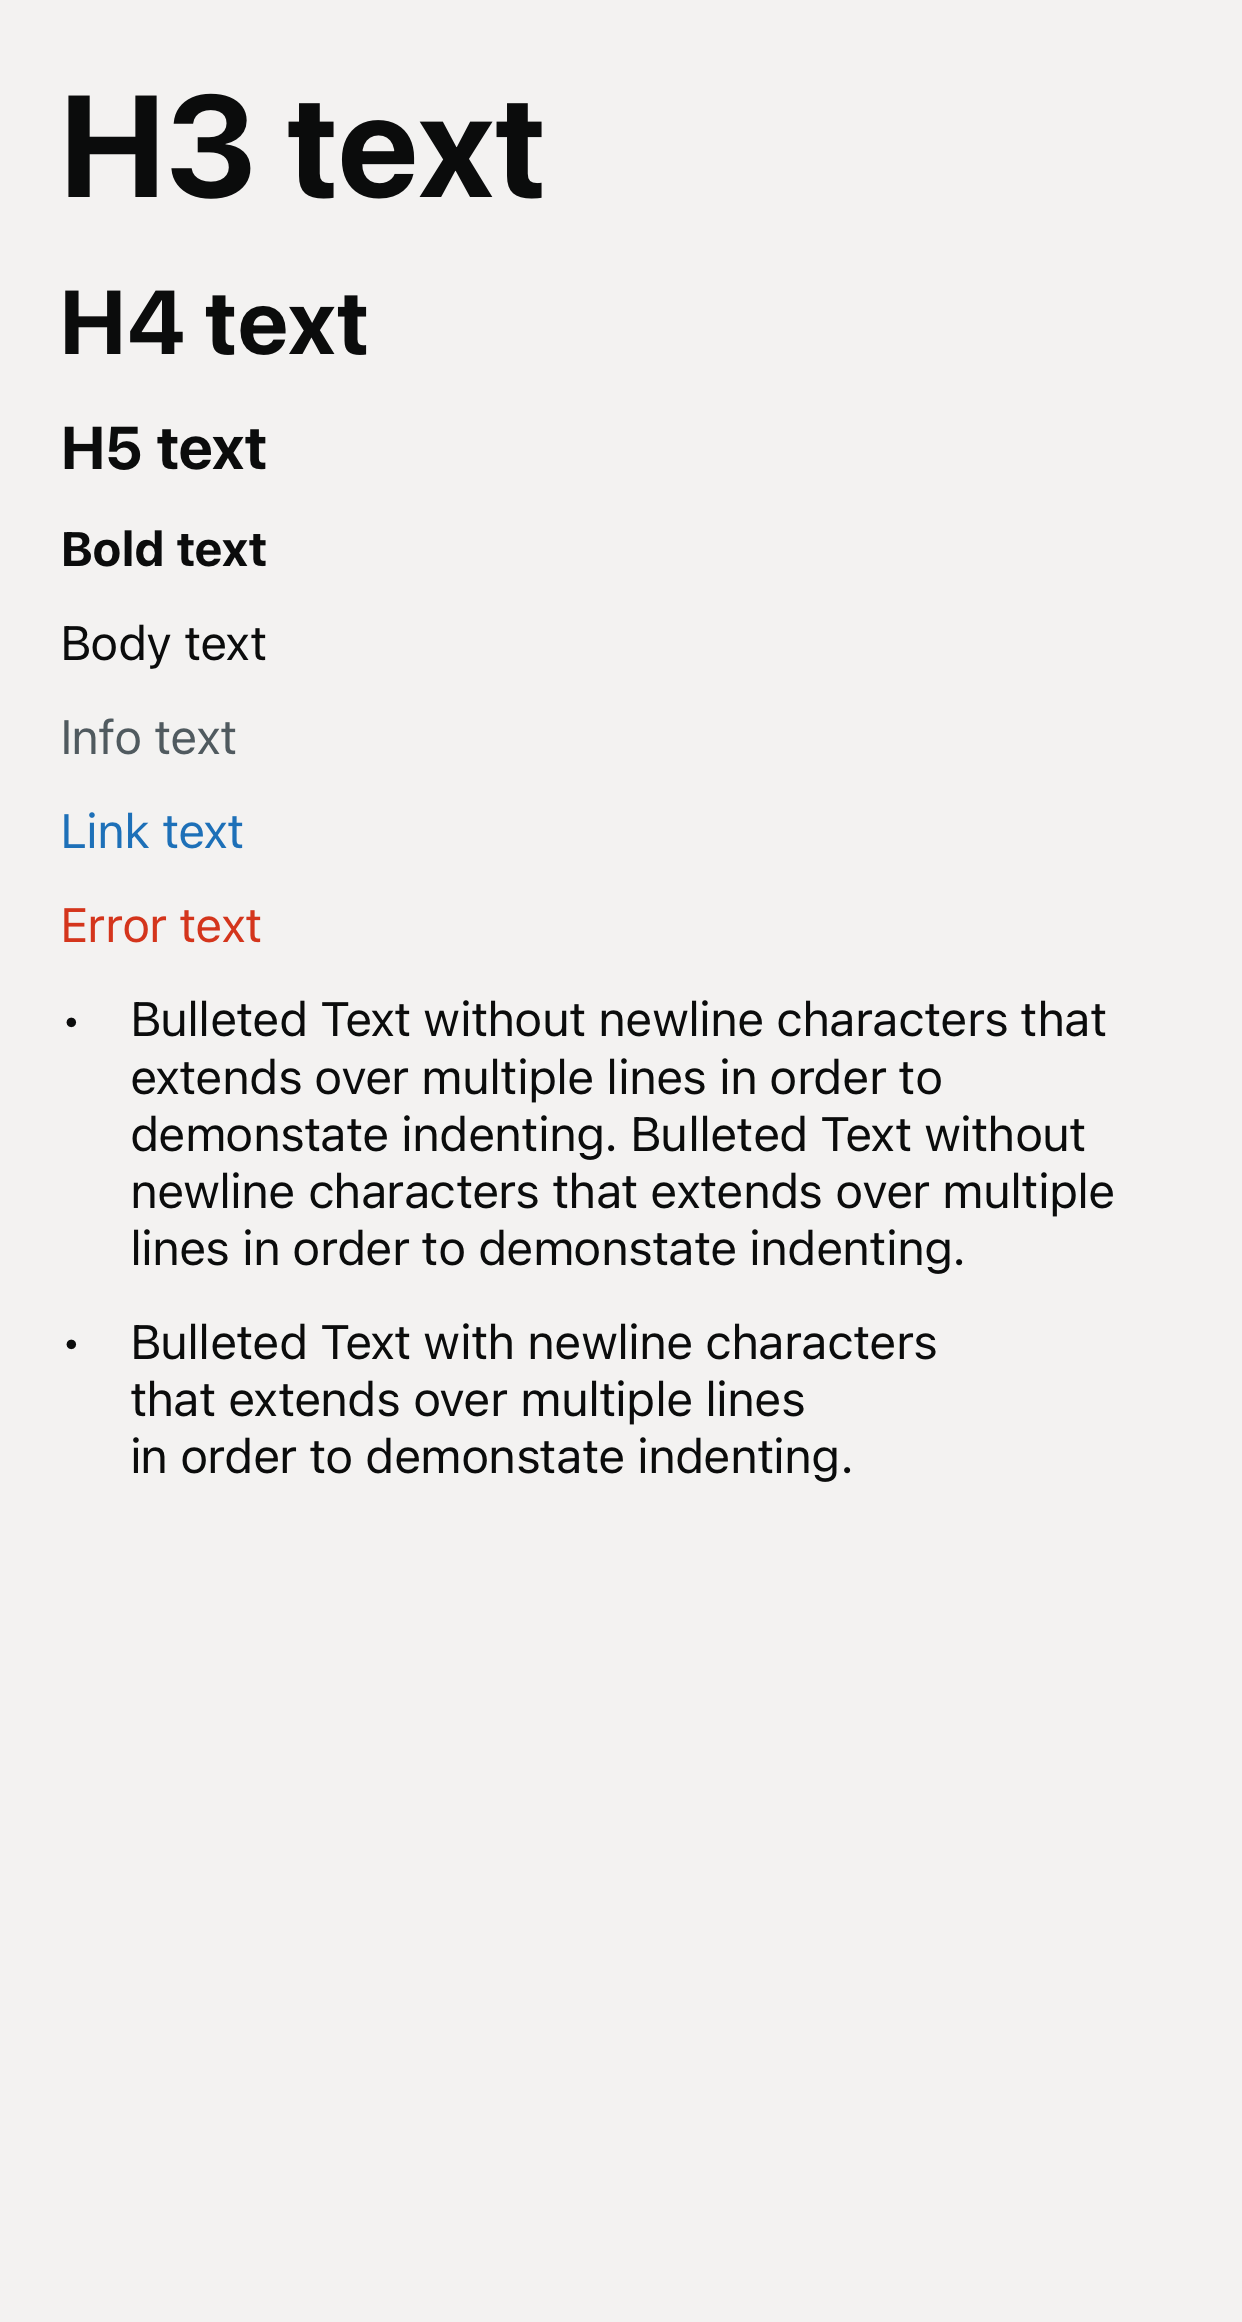 H3 text
H4 text
H5 text
Bold text
Body text
Info text
Link text
Error text
• Bulleted Text without newline characters that
extends over multiple lines in order to
demonstate indenting. Bulleted Text without
newline characters that extends over multiple
lines in order to demonstate indenting.
• Bulleted Text with newline characters
that extends over multiple lines
in order to demonstate indenting.